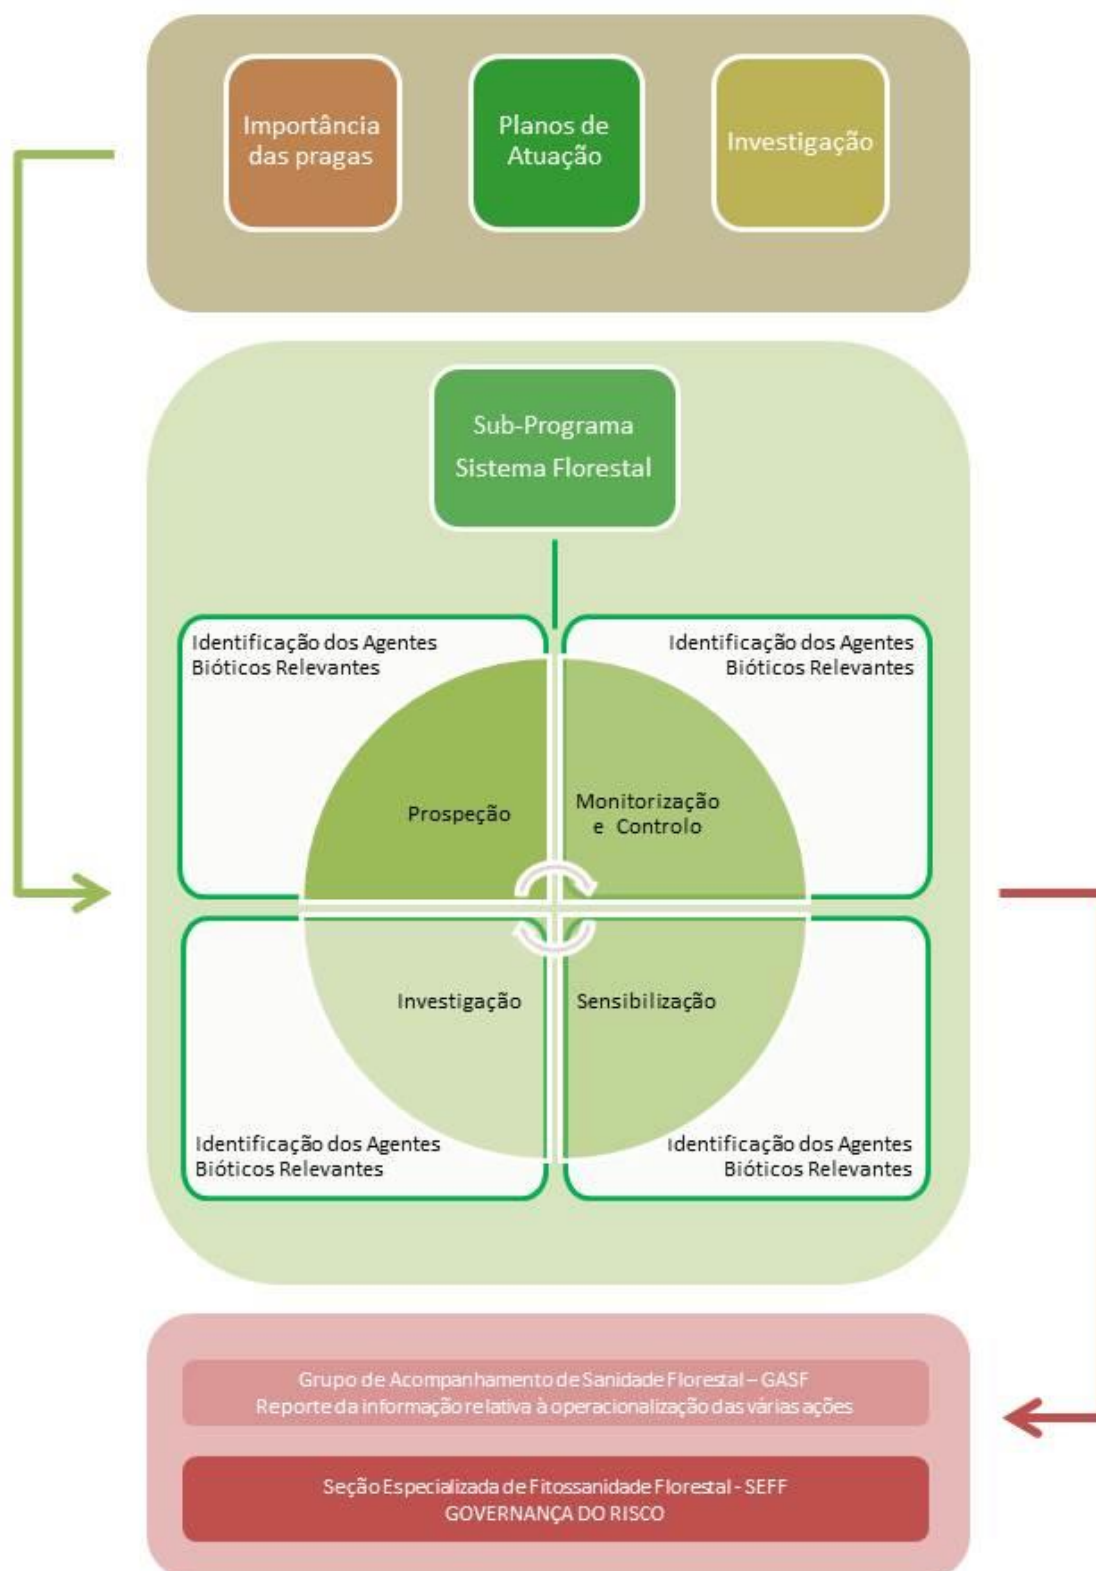 Importância
das pragas
Planos de
Atuação
Investigação
Sub-Programa
Sistema Florestal
Identificação dos Agentes
Bióticos Relevantes
Identificação dos Agentes
Bióticos Relevantes
Prospeção
Monitorização
e Controlo
Investigação
Sensibilização
Identificação dos Agentes
Bióticos Relevantes
Identificação dos Agentes
Bióticos Relevantes
Grupo de Acompanhamento de Sanidade Florestal – GASF
Reporte da informação relativa à operacionalização das várias ações
Seção Especializada de Fitossanidade Florestal - SEFF
GOVERNANÇA DO RISCO